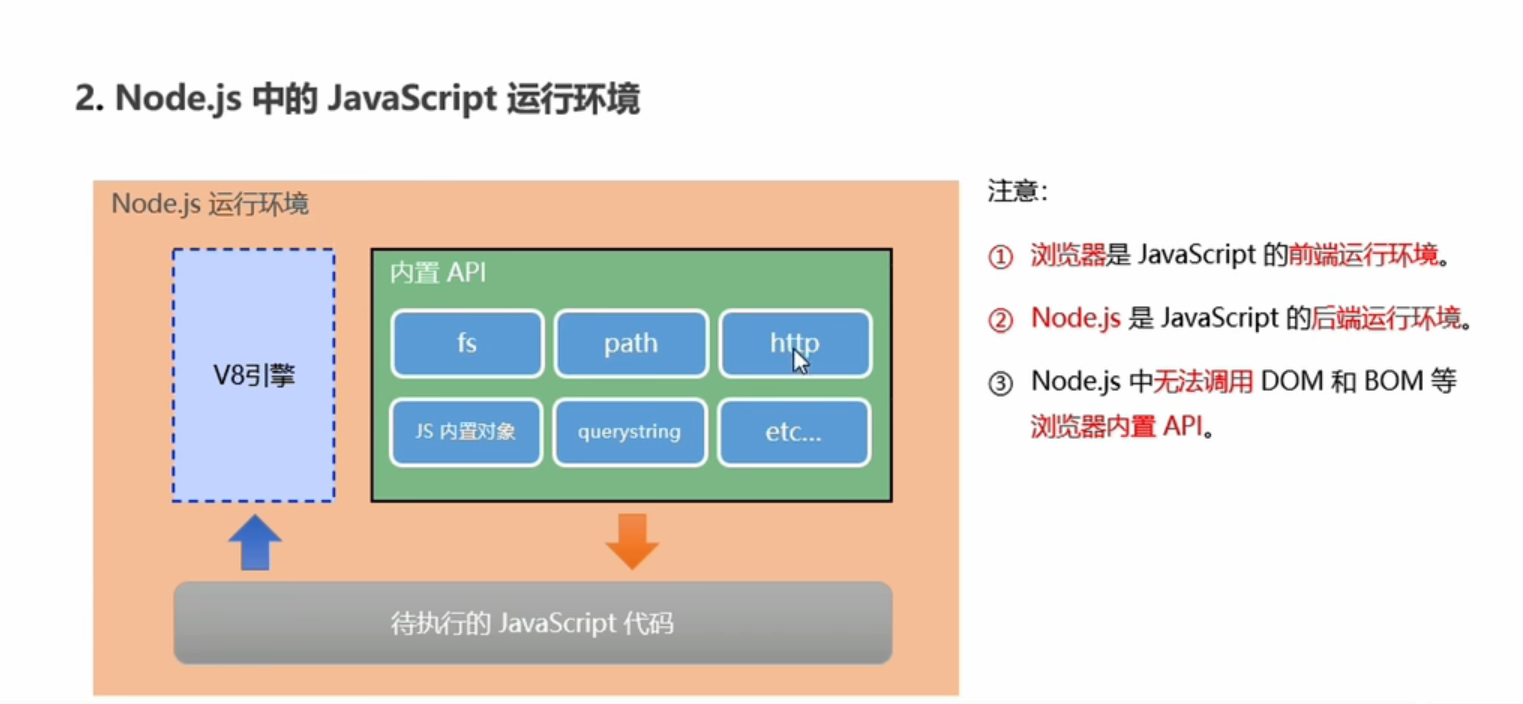 2. Node.js 中的 JavaScript 运行环境
Node.js 运行环境
V8引擎
内置 API
fs
path
http
JS 内置对象
querystring
etc...
待执行的 JavaScript 代码
注意：
① 浏览器是 JavaScript 的前端运行环境。
② Node.js 是 JavaScript 的后端运行环境。
③ Node.js 中无法调用 DOM 和 BOM 等
浏览器内置 API。